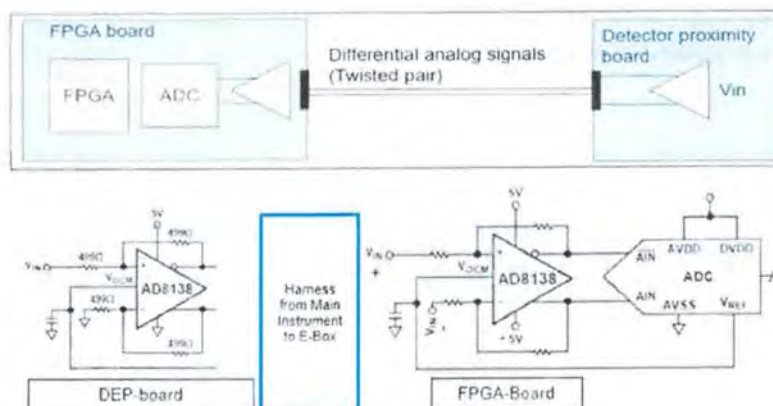 FPGA board
Differential analog signals
(Twisted pair)
Detector proximity
board
FPGA
ADC
Vin
5V
499Ω
499Ω
VIN
VOCM
AD8138
499Ω
499Ω
DEP-board
Harness
from Main
Instrument
to E-Box
5V
VIN
+
VOCM
AD8138
VIN
-
+5V
AIN
AVDD
DVDD
ADC
AIN
AVSS
VREF
FPGA-Board